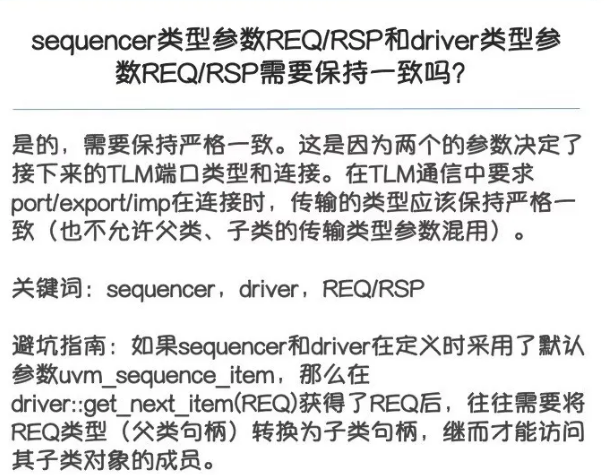 sequencer类型参数REQ/RSP和driver类型参
数REQ/RSP需要保持一致吗？
是的，需要保持严格一致。这是因为两个的参数决定了
接下来的TLM端口类型和连接。在TLM通信中要求
port/export/imp在连接时，传输的类型应该保持严格一
致（也不允许父类、子类的传输类型参数混用）。
关键词：sequencer，driver，REQ/RSP
避坑指南：如果sequencer和driver在定义时采用了默认
参数uvm_sequence_item，那么在
driver::get_next_item(REQ)获得了REQ后，往往需要将
REQ类型（父类句柄）转换为子类句柄，继而才能访问
其子类对象的成员。